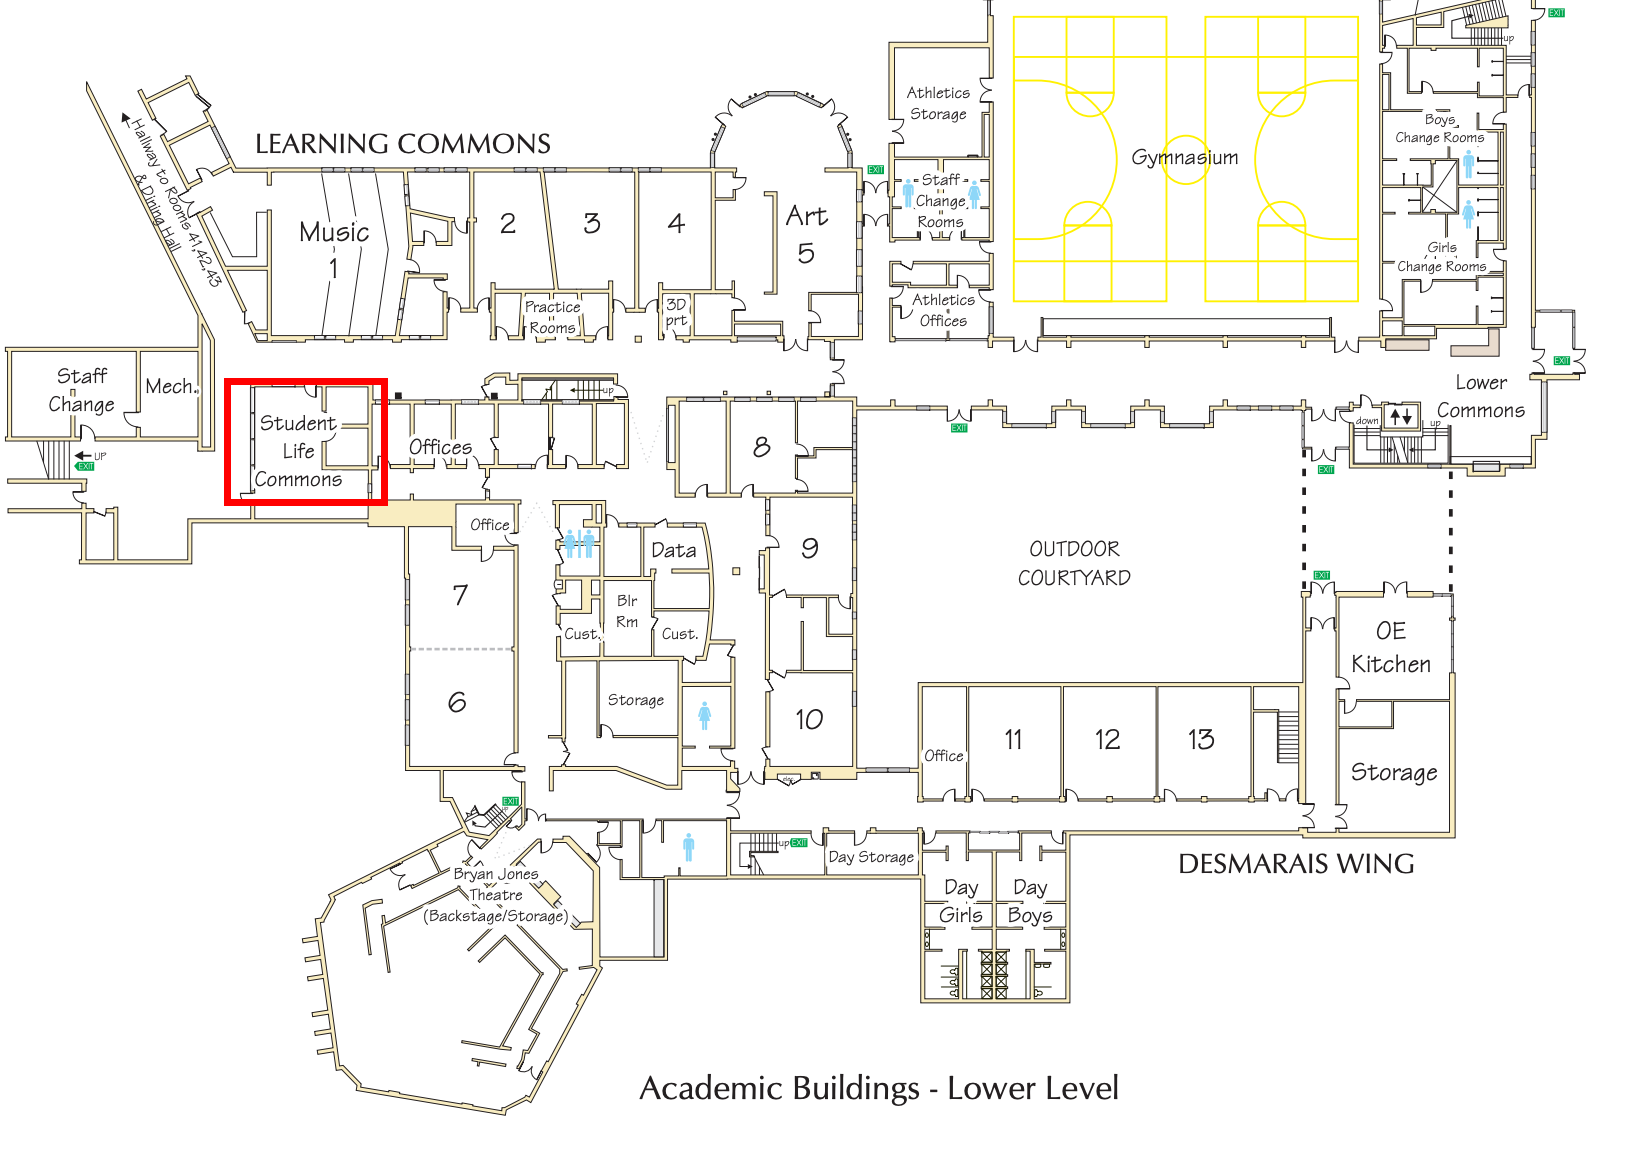 EXIT
up
Athletics
Storage
Boys
Change Rooms
Gymnasium
LEARNING COMMONS
Hallway to Rooms 41,42,43
& Dining Hall
EXIT
Staff
Change
Rooms
Music
1
2
3
4
Art
5
Girls
Change Rooms
Practice
Rooms
3D
prt
Athletics
Offices
EXIT
Staff
Change
Mech.
up
Lower
Commons
Student
Life
Commons
Offices
8
EXIT
down
up
UP
EXIT
EXIT
Office
Data
9
OUTDOOR
COURTYARD
EXIT
7
Blr
Rm
Cust.
Cust.
OE
Kitchen
6
Storage
10
Office
11
12
13
Storage
EXIT
up
up
EXIT
Day Storage
DESMARAIS WING
Bryan Jones
Theatre
(Backstage/Storage)
Day
Girls
Day
Boys
Academic Buildings - Lower Level